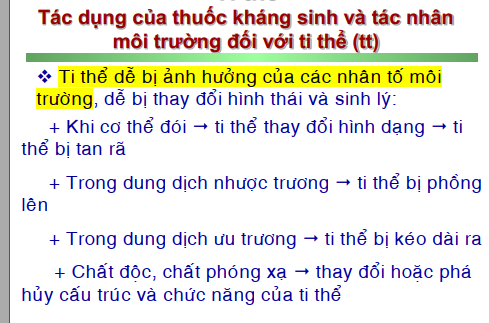 Tác dụng của thuốc kháng sinh và tác nhân
môi trường đối với ti thể (tt)
❖ Ti thể dễ bị ảnh hưởng của các nhân tố môi
trường, dễ bị thay đổi hình thái và sinh lý:
+ Khi cơ thể đói → ti thể thay đổi hình dạng → ti
thể bị tan rã
+ Trong dung dịch nhược trương → ti thể bị phồng
lên
+ Trong dung dịch ưu trương → ti thể bị kéo dài ra
+ Chất độc, chất phóng xạ → thay đổi hoặc phá
hủy cấu trúc và chức năng của ti thể